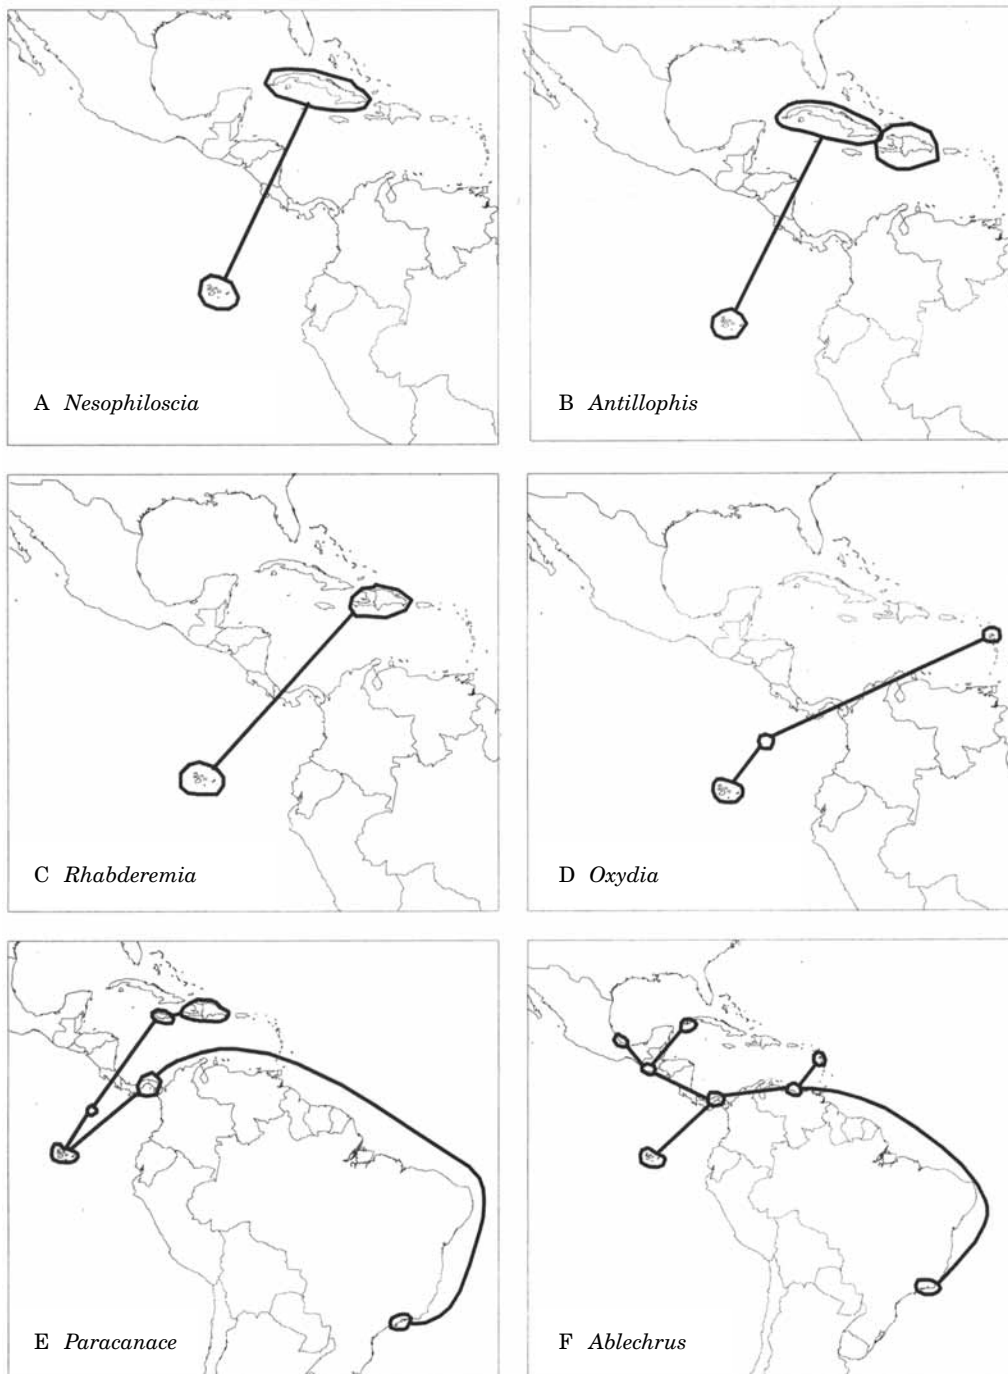 A Nesophiloscia
B Antillophis
C Rhabderemia
D Oxydia
E Paracanace
F Ablechrus